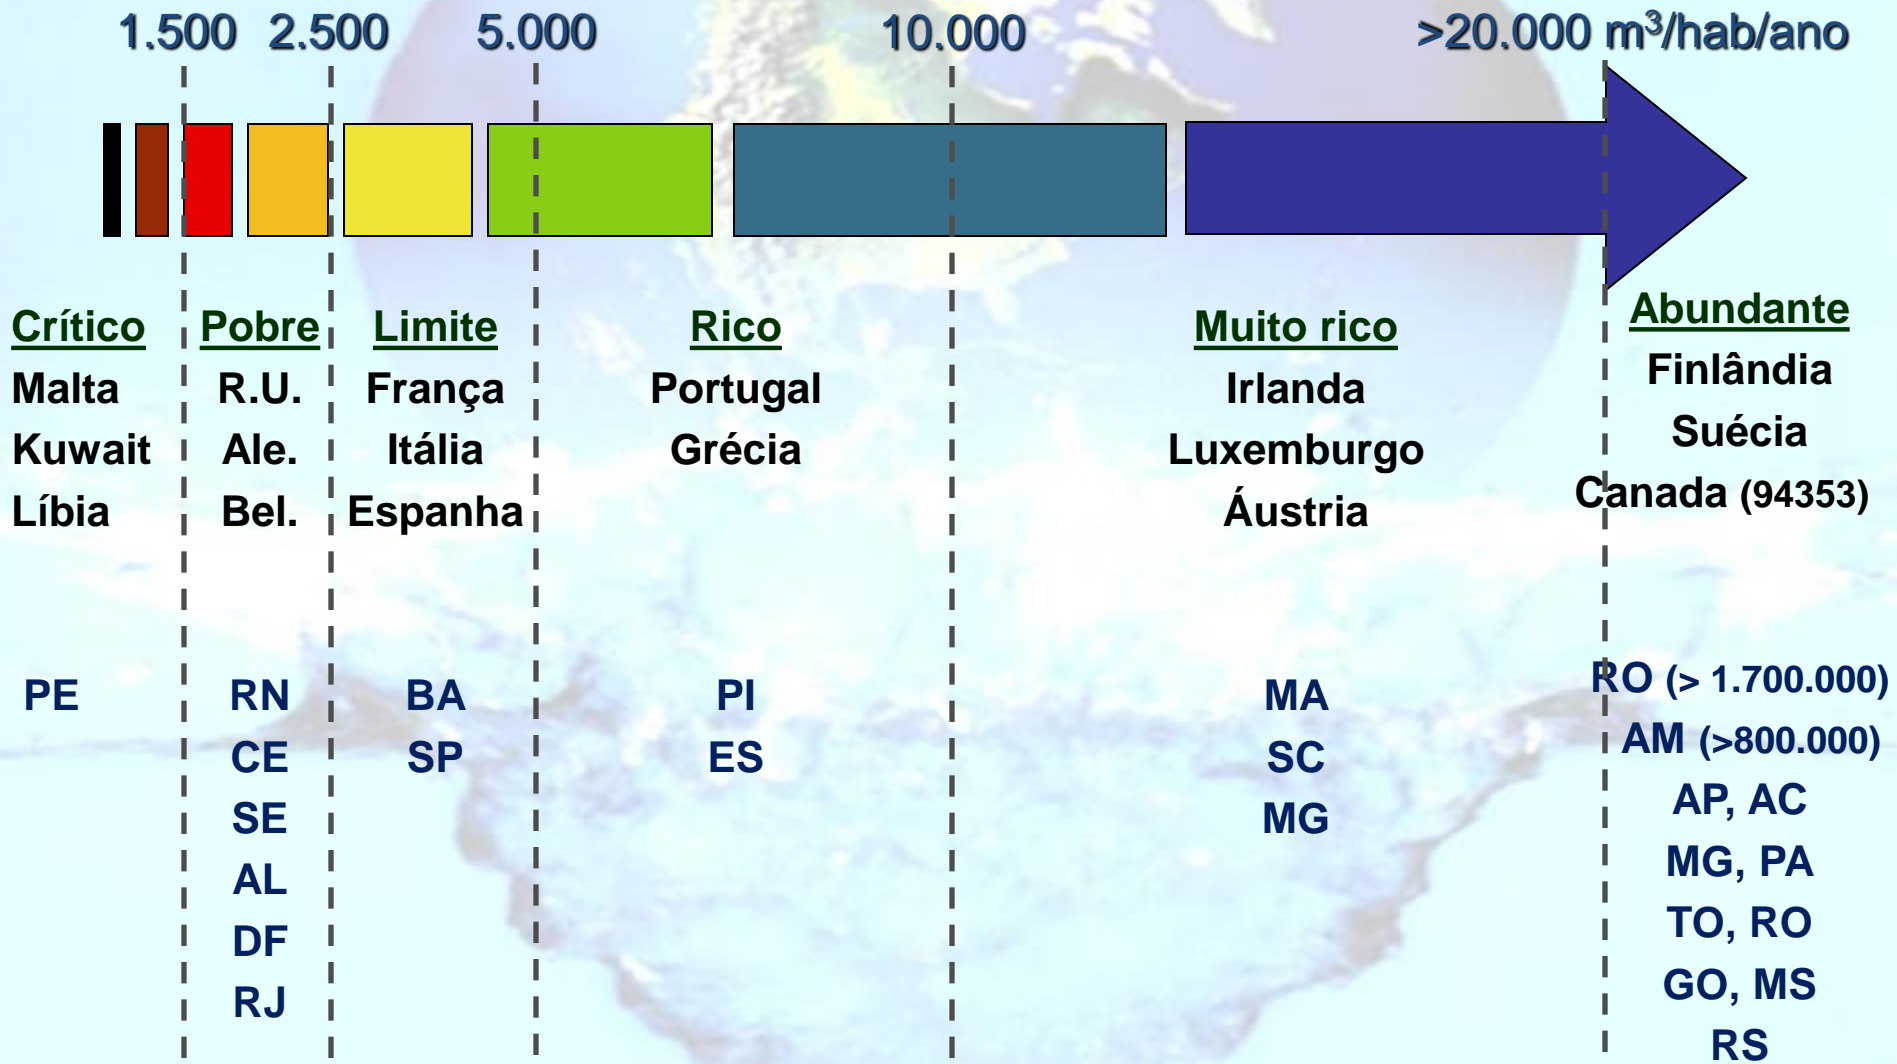 1.500 2.500 5.000 10.000 >20.000 m³/hab/ano
Crítico
Malta
Kuwait
Líbia
PE
Pobre
R.U.
Ale.
Bel.
RN
CE
SE
AL
DF
RJ
Limite
França
Itália
Espanha
BA
SP
Rico
Portugal
Grécia
PI
ES
Muito rico
Irlanda
Luxemburgo
Áustria
MA
SC
MG
Abundante
Finlândia
Suécia
Canada (94353)
RO (> 1.700.000)
AM (>800.000)
AP, AC
MG, PA
TO, RO
GO, MS
RS